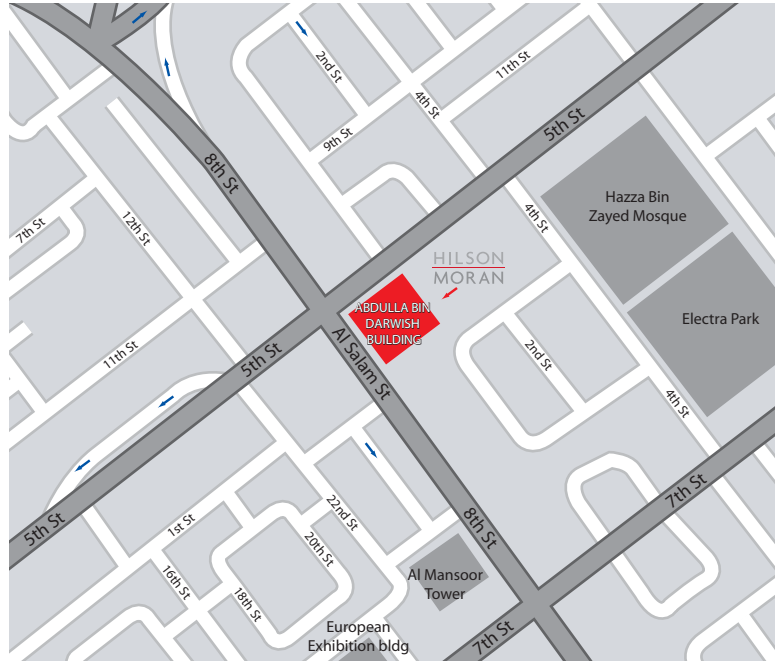 2nd St
11th St
4th St
5th St
9th St
8th St
Hazza Bin
Zayed Mosque
4th St
12th St
7th St
HILSON
MORAN
ABDULLA BIN
DARWISH
BUILDING
Electra Park
Al Salam St
11th St
5th St
2nd St
4th St
7th St
22nd St
8th St
5th St
1st St
20th St
16th St
18th St
Al Mansoor
Tower
European
Exhibition bldg
7th St